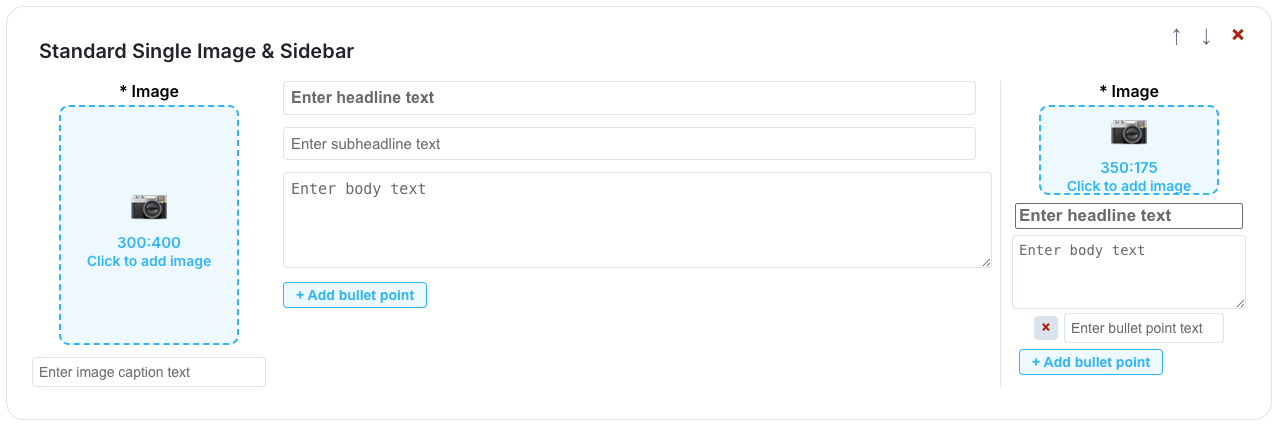 Standard Single Image & Sidebar
↑ ↓ ×
* Image
300:400
Click to add image
Enter image caption text
Enter headline text
Enter subheadline text
Enter body text
+ Add bullet point
* Image
350:175
Click to add image
Enter headline text
Enter body text
× Enter bullet point text
+ Add bullet point